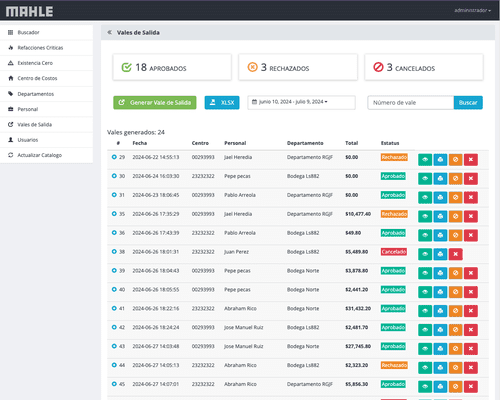 MAHLE
administrador
Buscador
Refacciones Críticas
Existencia Cero
Centro de Costos
Departamentos
Personal
Vales de Salida
Usuarios
Actualizar Catalogo
Vales de Salida
18 APROBADOS
3 RECHAZADOS
3 CANCELADOS
Generar Vale de Salida
XLSX
junio 10, 2024 - julio 9, 2024
Número de vale
Buscar
Vales generados: 24
# Fecha Centro Personal Departamento Total Estatus
29 2024-06-22 14:55:13 00293993 Jael Heredia Departamento RGJF $0.00 Rechazado
30 2024-06-24 16:03:30 23232322 Pepe pecas Bodega Ls882 $0.00 Aprobado
31 2024-06-23 18:06:45 00293993 Pablo Arreola Departamento RGJF $0.00 Aprobado
35 2024-06-26 17:35:29 00293993 Jael Heredia Departamento RGJF $10,477.40 Rechazado
36 2024-06-26 17:43:39 23232322 Pablo Arreola Bodega Ls882 $49.80 Aprobado
38 2024-06-26 18:01:31 23232322 Juan Perez Bodega Ls882 $5,489.80 Cancelado
39 2024-06-26 18:04:43 00293993 Pepe pecas Bodega Norte $3,878.80 Aprobado
40 2024-06-26 18:05:55 00293993 Pepe pecas Bodega Norte $2,441.20 Aprobado
41 2024-06-26 18:22:16 23232322 Abraham Rico Bodega Norte $31,432.20 Aprobado
42 2024-06-26 18:24:24 00293993 Jose Manuel Ruiz Bodega Ls882 $2,481.70 Aprobado
43 2024-06-27 14:03:48 00293993 Jose Manuel Ruiz Bodega Norte $27,745.80 Aprobado
44 2024-06-27 14:05:13 23232322 Abraham Rico Bodega Ls882 $2,323.20 Rechazado
45 2024-06-27 14:07:01 23232322 Abraham Rico Departamento RGJF $5,856.30 Aprobado